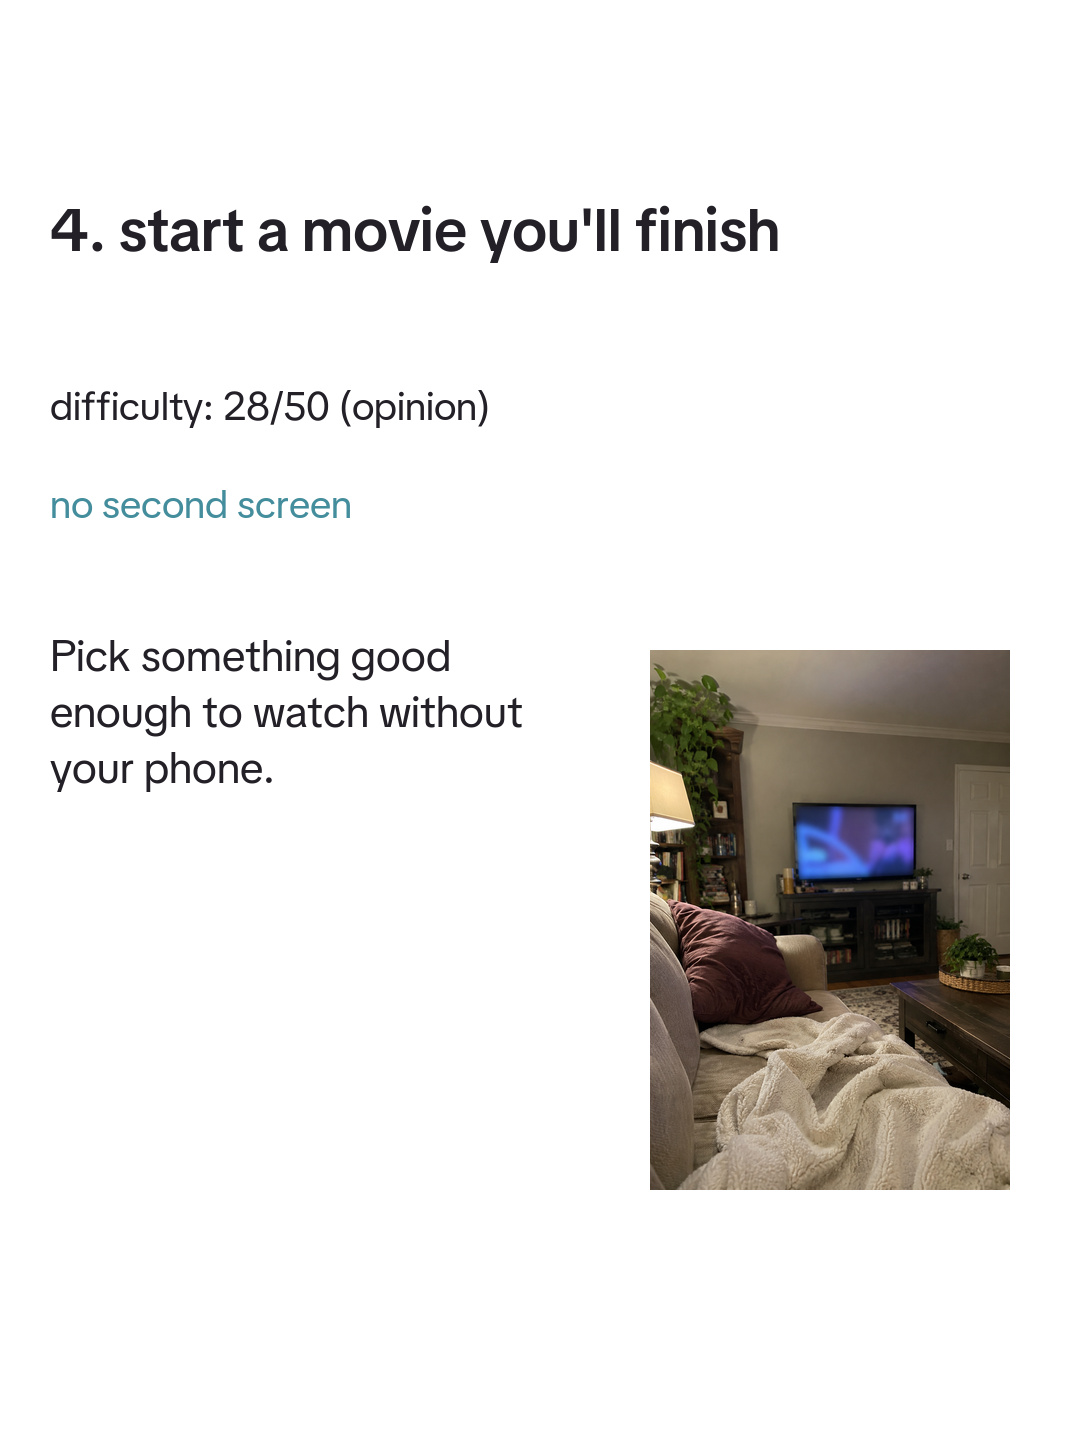 4. start a movie you'll finish
difficulty: 28/50 (opinion)
no second screen
Pick something good
enough to watch without
your phone.